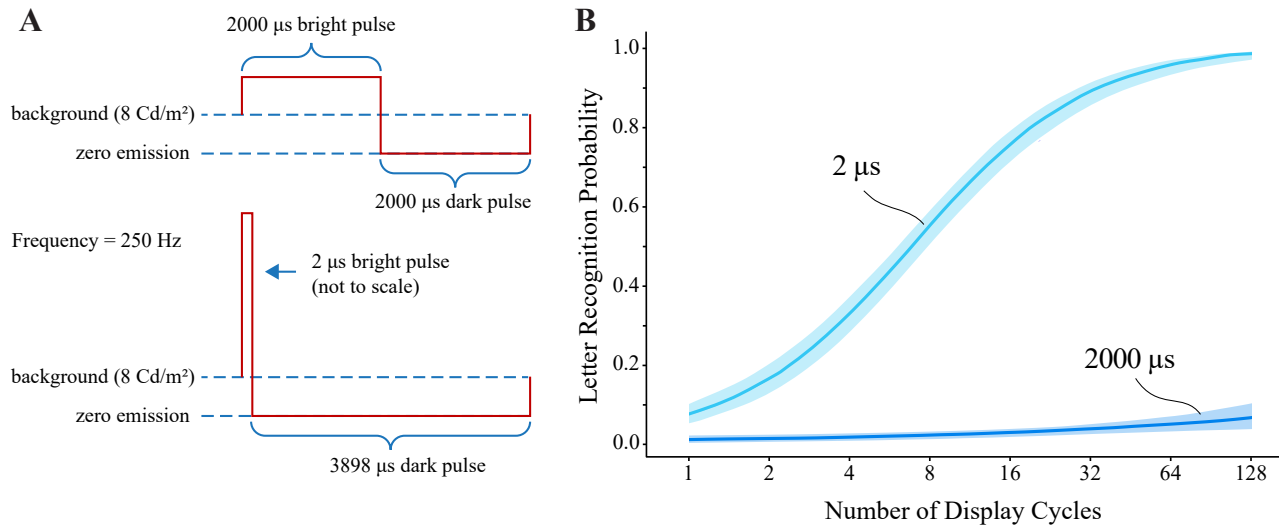 A
2000 μs bright pulse
background (8 Cd/m²)
zero emission
2000 μs dark pulse
Frequency = 250 Hz
2 μs bright pulse
(not to scale)
background (8 Cd/m²)
zero emission
3898 μs dark pulse
B
Letter Recognition Probability
1.0
0.8
0.6
0.4
0.2
0.0
2 μs
2000 μs
1 2 4 8 16 32 64 128
Number of Display Cycles